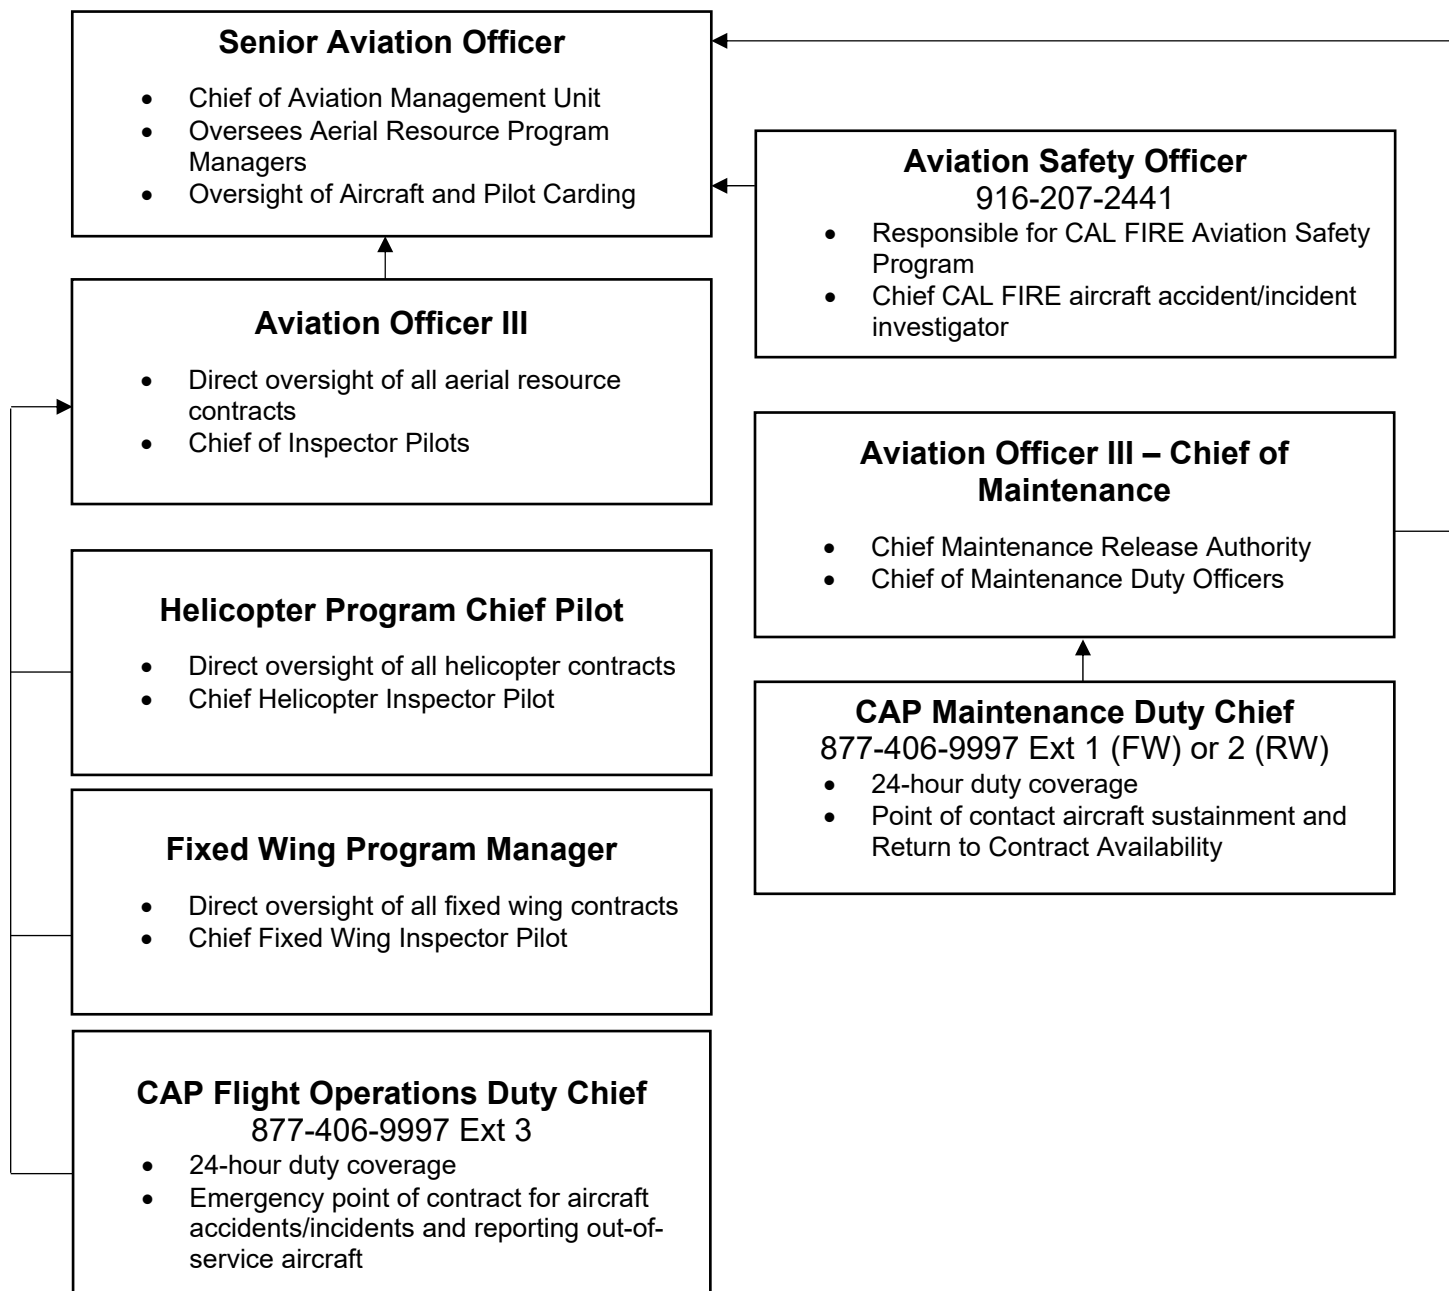 Senior Aviation Officer
• Chief of Aviation Management Unit
• Oversees Aerial Resource Program
Managers
• Oversight of Aircraft and Pilot Carding
Aviation Safety Officer
916-207-2441
• Responsible for CAL FIRE Aviation Safety
Program
• Chief CAL FIRE aircraft accident/incident
investigator
Aviation Officer III
• Direct oversight of all aerial resource
contracts
• Chief of Inspector Pilots
Aviation Officer III – Chief of
Maintenance
• Chief Maintenance Release Authority
• Chief of Maintenance Duty Officers
Helicopter Program Chief Pilot
• Direct oversight of all helicopter contracts
• Chief Helicopter Inspector Pilot
CAP Maintenance Duty Chief
877-406-9997 Ext 1 (FW) or 2 (RW)
• 24-hour duty coverage
• Point of contact aircraft sustainment and
Return to Contract Availability
Fixed Wing Program Manager
• Direct oversight of all fixed wing contracts
• Chief Fixed Wing Inspector Pilot
CAP Flight Operations Duty Chief
877-406-9997 Ext 3
• 24-hour duty coverage
• Emergency point of contract for aircraft
accidents/incidents and reporting out-of-
service aircraft